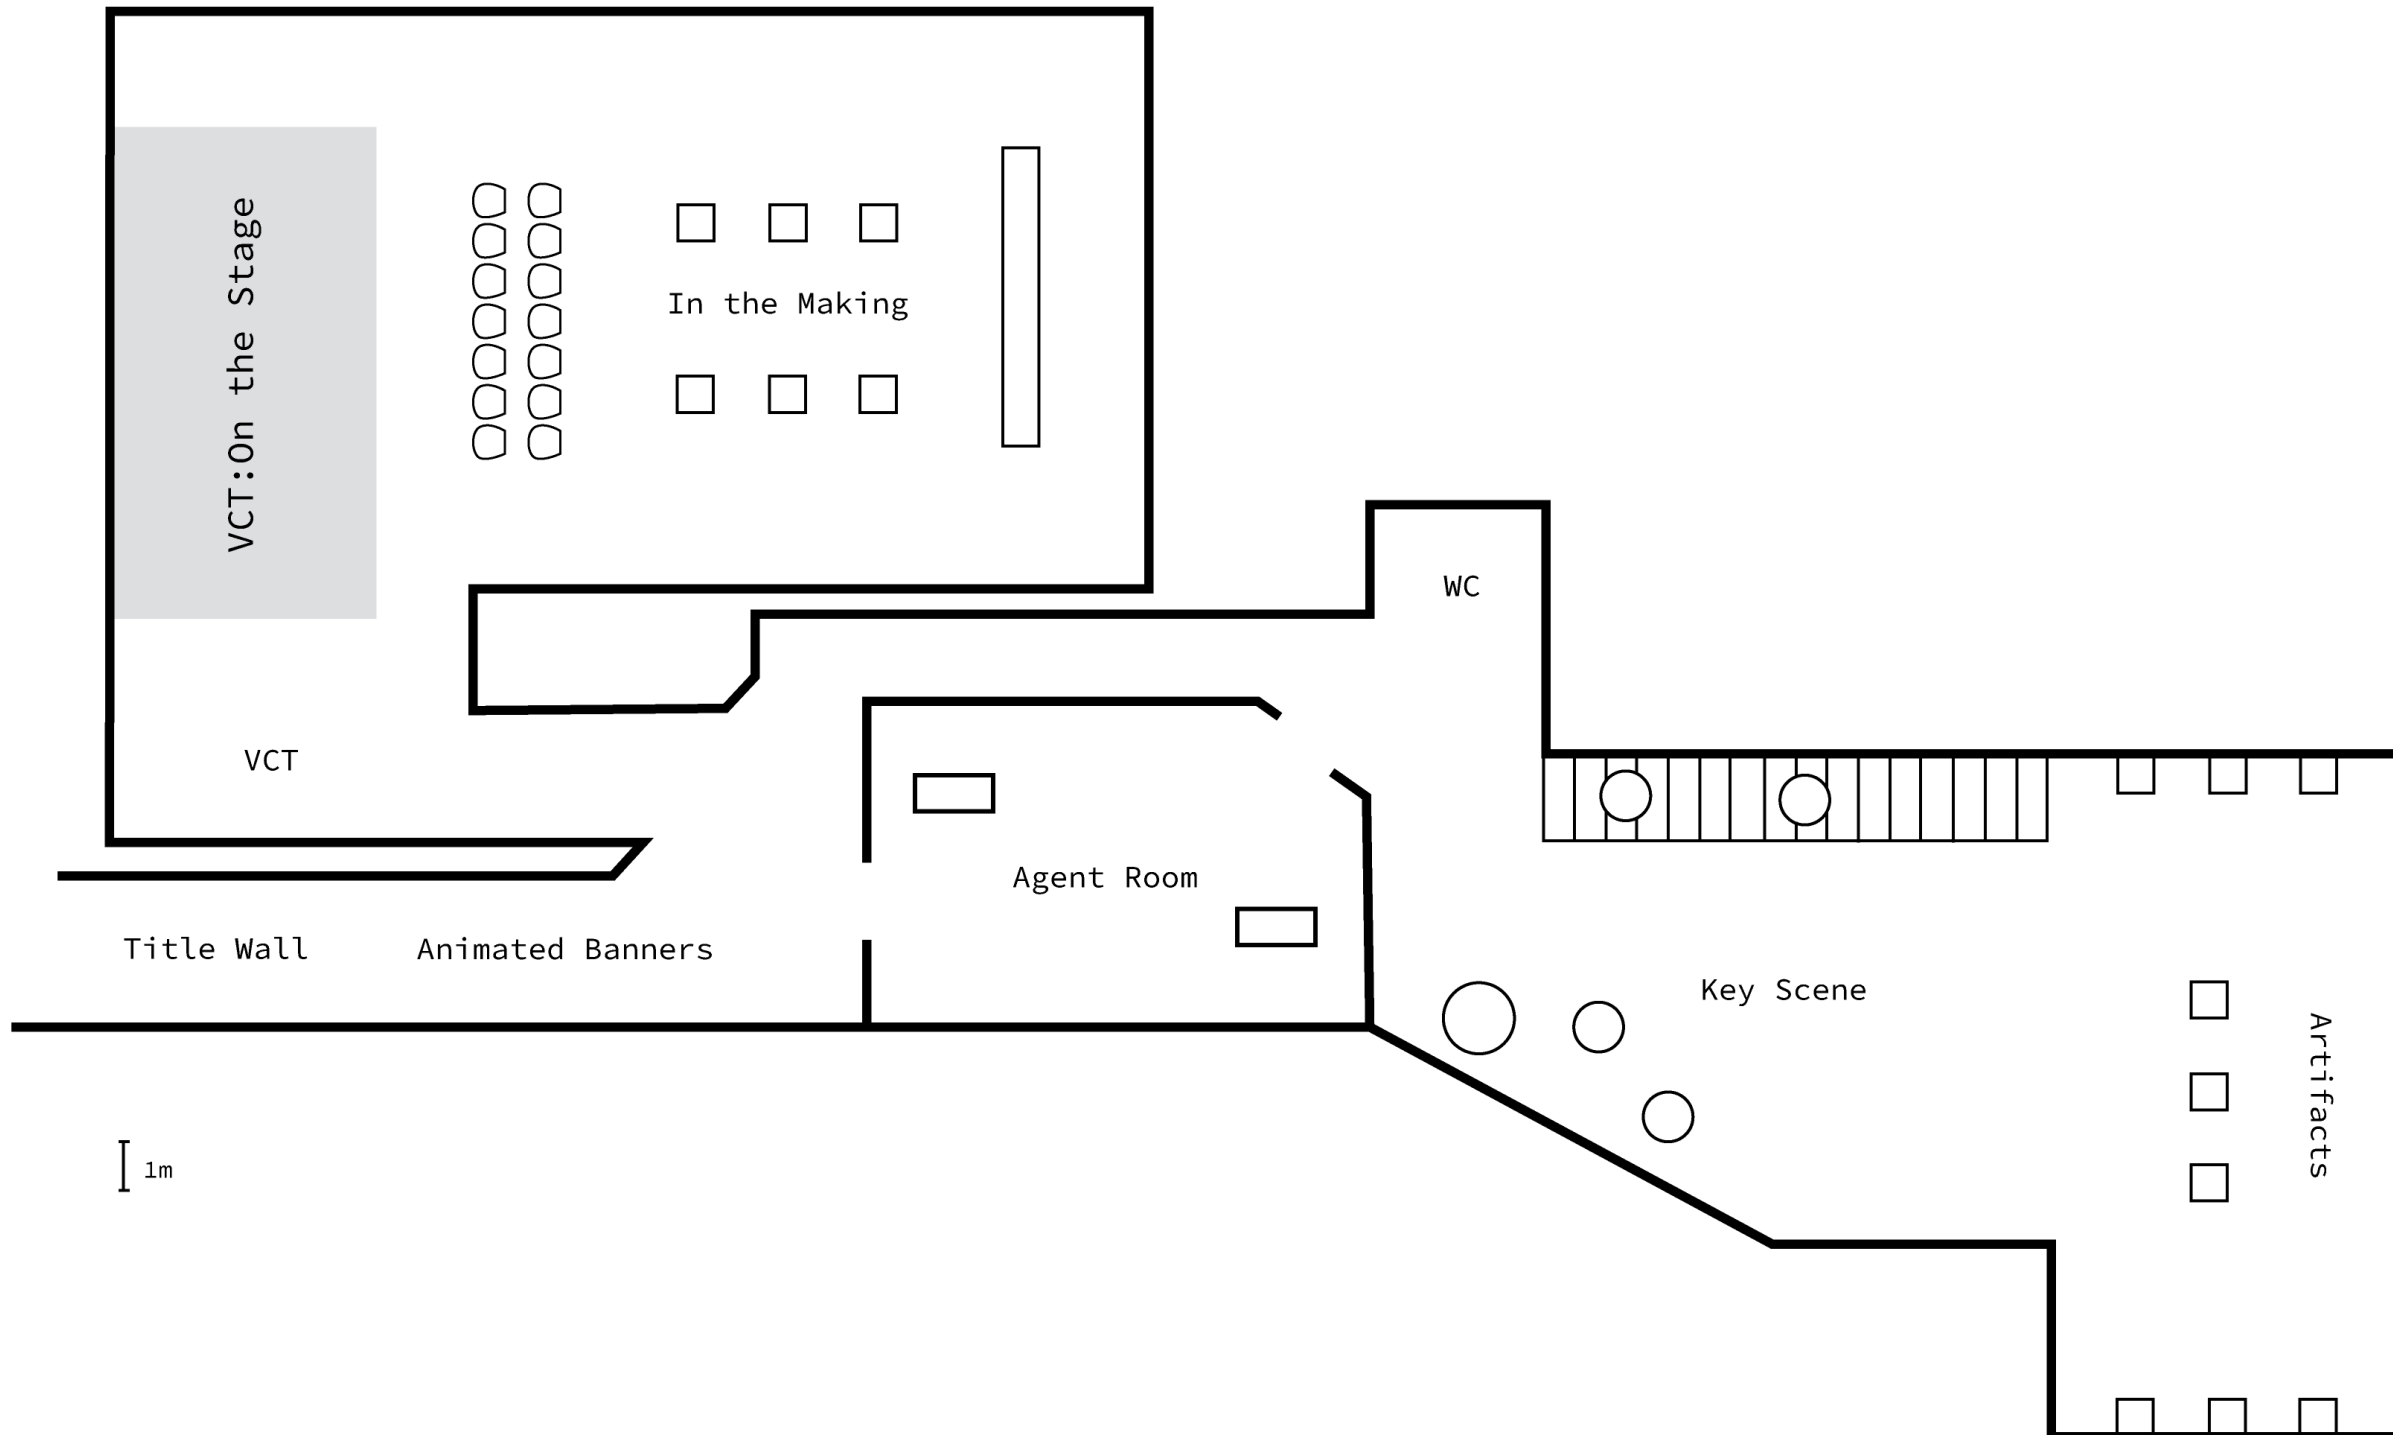 VCT:On the Stage
In the Making
WC
VCT
Agent Room
Title Wall
Animated Banners
Key Scene
Artifacts
1m